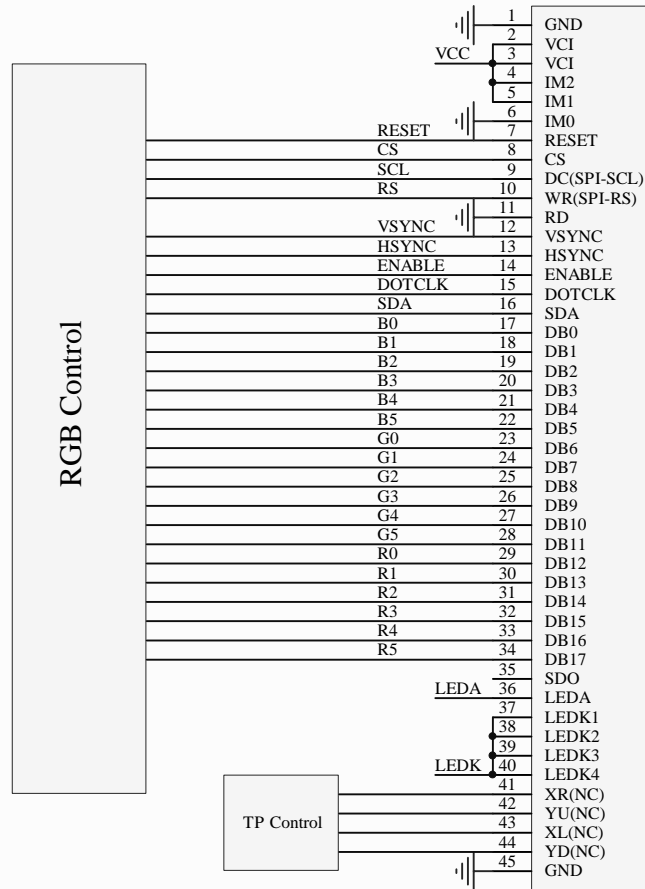 1 GND
2 VCI
VCC 3 VCI
4 IM2
5 IM1
6 IM0
RESET 7 RESET
CS 8 CS
SCL 9 DC(SPI-SCL)
RS 10 WR(SPI-RS)
11 RD
VSYNC 12 VSYNC
HSYNC 13 HSYNC
ENABLE 14 ENABLE
DOTCLK 15 DOTCLK
SDA 16 SDA
B0 17 DB0
B1 18 DB1
B2 19 DB2
B3 20 DB3
B4 21 DB4
B5 22 DB5
G0 23 DB6
G1 24 DB7
G2 25 DB8
G3 26 DB9
G4 27 DB10
G5 28 DB11
R0 29 DB12
R1 30 DB13
R2 31 DB14
R3 32 DB15
R4 33 DB16
R5 34 DB17
35 SDO
LEDA 36 LEDA
37 LEDK1
38 LEDK2
39 LEDK3
LEDK 40 LEDK4
41 XR(NC)
42 YU(NC)
43 XL(NC)
44 YD(NC)
45 GND
RGB Control
TP Control